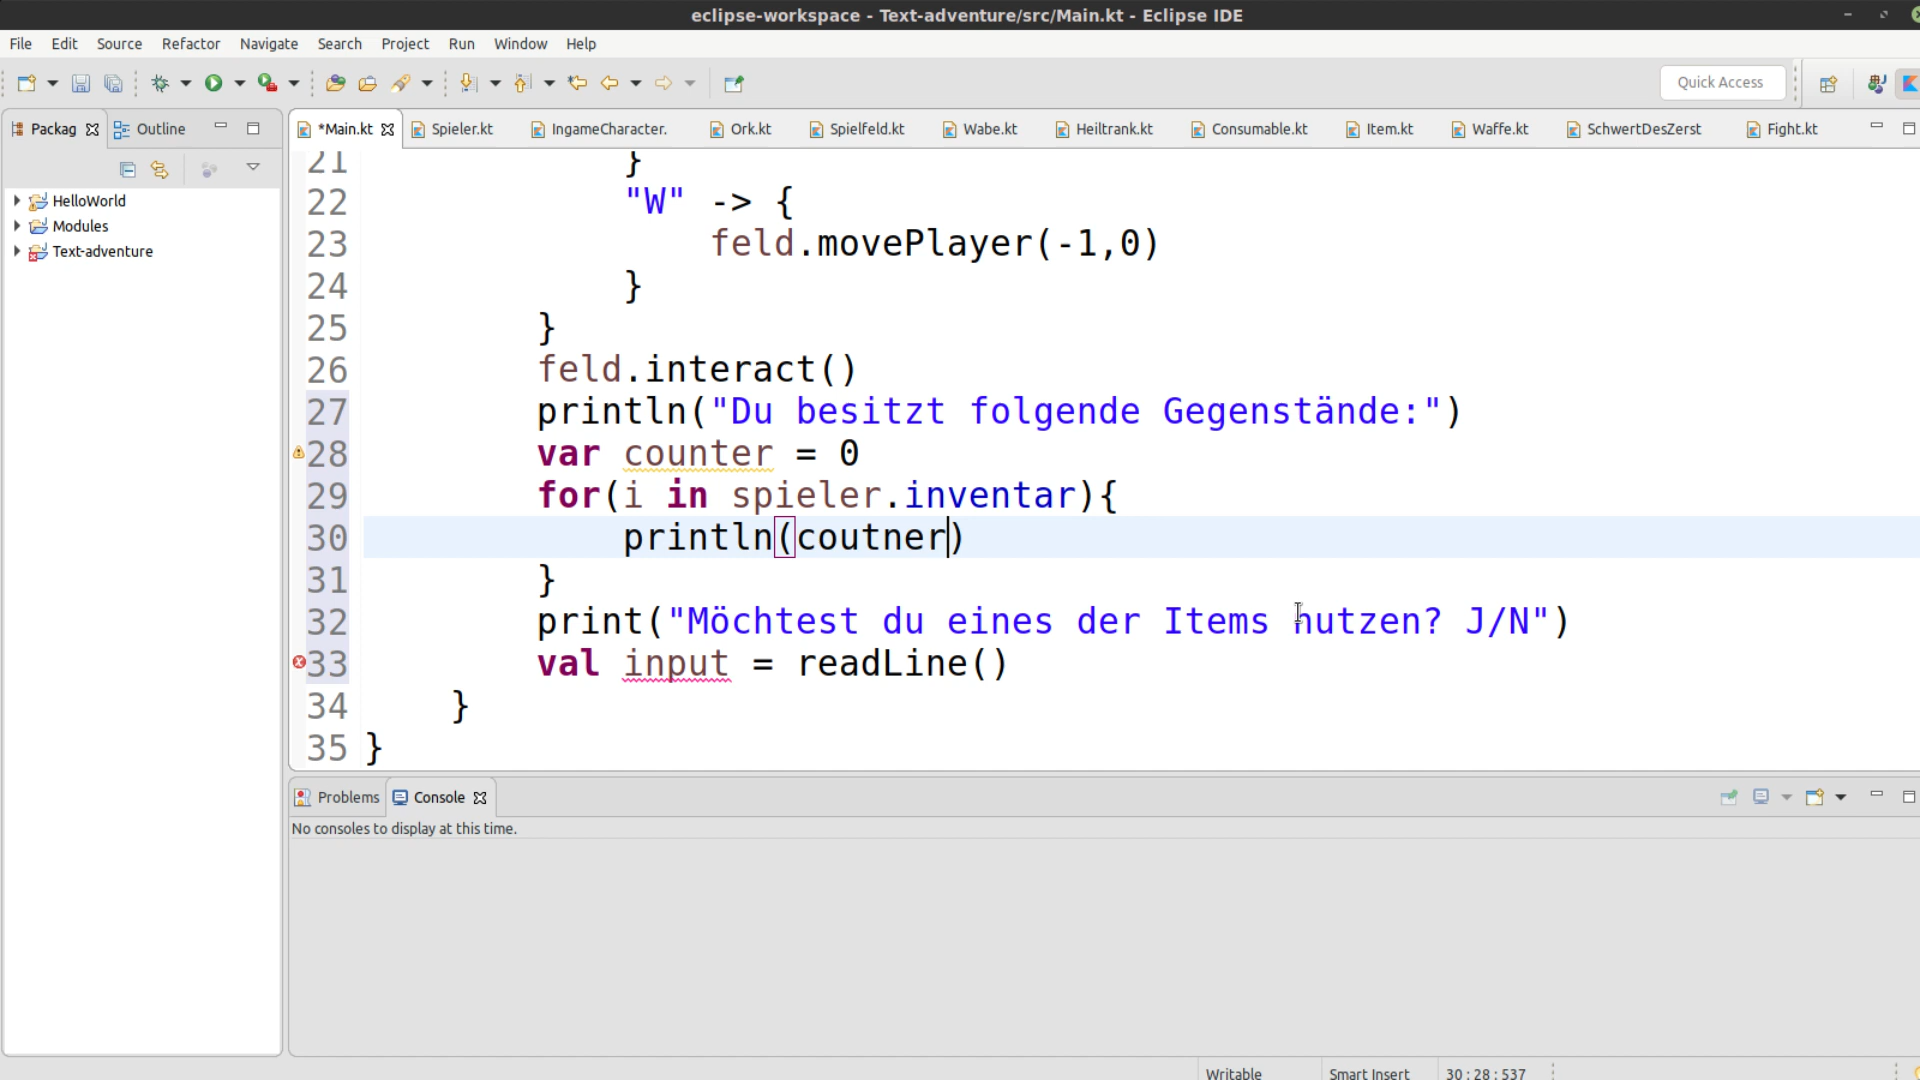 eclipse-workspace - Text-adventure/src/Main.kt - Eclipse IDE
File Edit Source Refactor Navigate Search Project Run Window Help
Quick Access
Packag Outline
*Main.kt Spieler.kt IngameCharacter. Ork.kt Spielfeld.kt Wabe.kt Heiltrank.kt Consumable.kt Item.kt Waffe.kt SchwertDesZerst Fight.kt
HelloWorld
Modules
Text-adventure
21 }
22 "W" -> {
23 feld.movePlayer(-1,0)
24 }
25 }
26 feld.interact()
27 println("Du besitzt folgende Gegenstände:")
28 var counter = 0
29 for(i in spieler.inventar){
30 println(coutner)
31 }
32 print("Möchtest du eines der Items nutzen? J/N")
33 val input = readLine()
34 }
35 }
Problems Console
No consoles to display at this time.
Writable Smart Insert 30 : 28 : 537